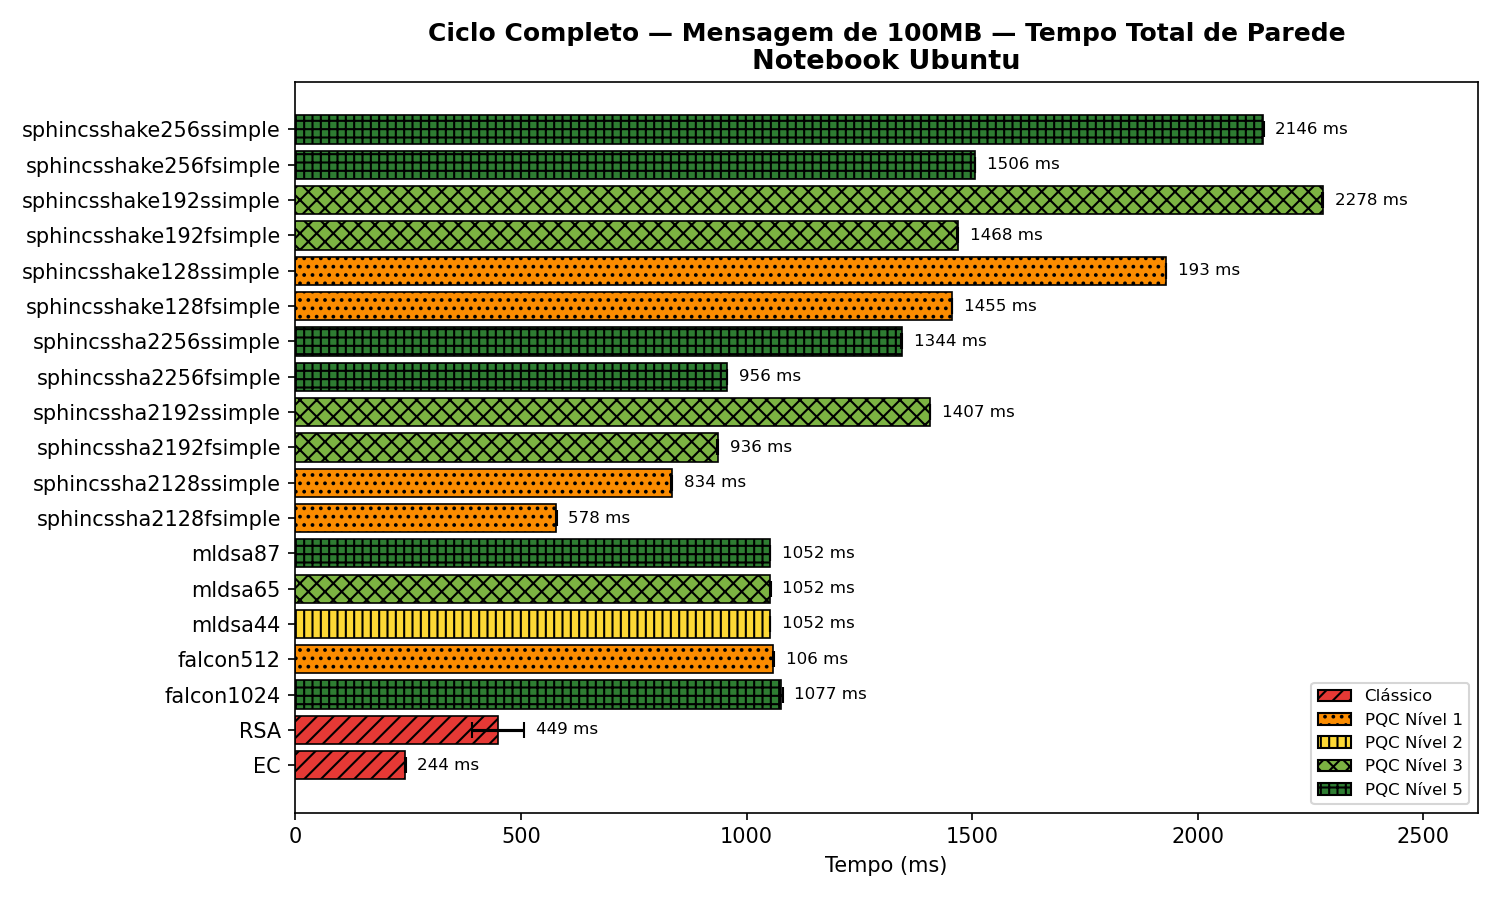 Ciclo Completo — Mensagem de 100MB — Tempo Total de Parede
Notebook Ubuntu
sphincsshake256ssimple 2146 ms
sphincsshake256fsimple 1506 ms
sphincsshake192ssimple 2278 ms
sphincsshake192fsimple 1468 ms
sphincsshake128ssimple 193 ms
sphincsshake128fsimple 1455 ms
sphincssha2256ssimple 1344 ms
sphincssha2256fsimple 956 ms
sphincssha2192ssimple 1407 ms
sphincssha2192fsimple 936 ms
sphincssha2128ssimple 834 ms
sphincssha2128fsimple 578 ms
mldsa87 1052 ms
mldsa65 1052 ms
mldsa44 1052 ms
falcon512 106 ms
falcon1024 1077 ms
RSA 449 ms
EC 244 ms
Clássico
PQC Nível 1
PQC Nível 2
PQC Nível 3
PQC Nível 5
0 500 1000 1500 2000 2500
Tempo (ms)